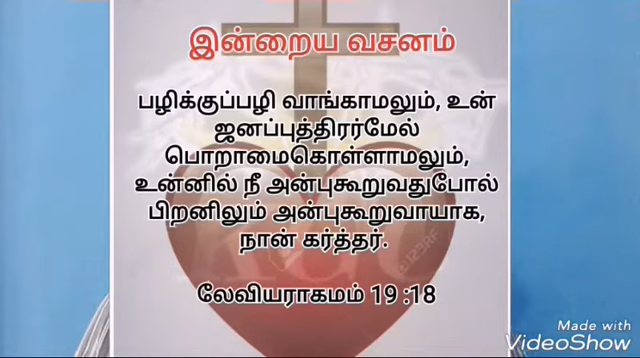 இன்றைய வசனம்
பழிக்குப்பழி வாங்காமலும், உன்
ஜனப்புத்திரர்மேல்
பொறாமைகொள்ளாமலும்,
உன்னில் நீ அன்புகூறுவதுபோல்
பிறனிலும் அன்புகூறுவாயாக,
நான் கர்த்தர்.
லேவியராகமம் 19 :18
123RF
Made with
VideoShow